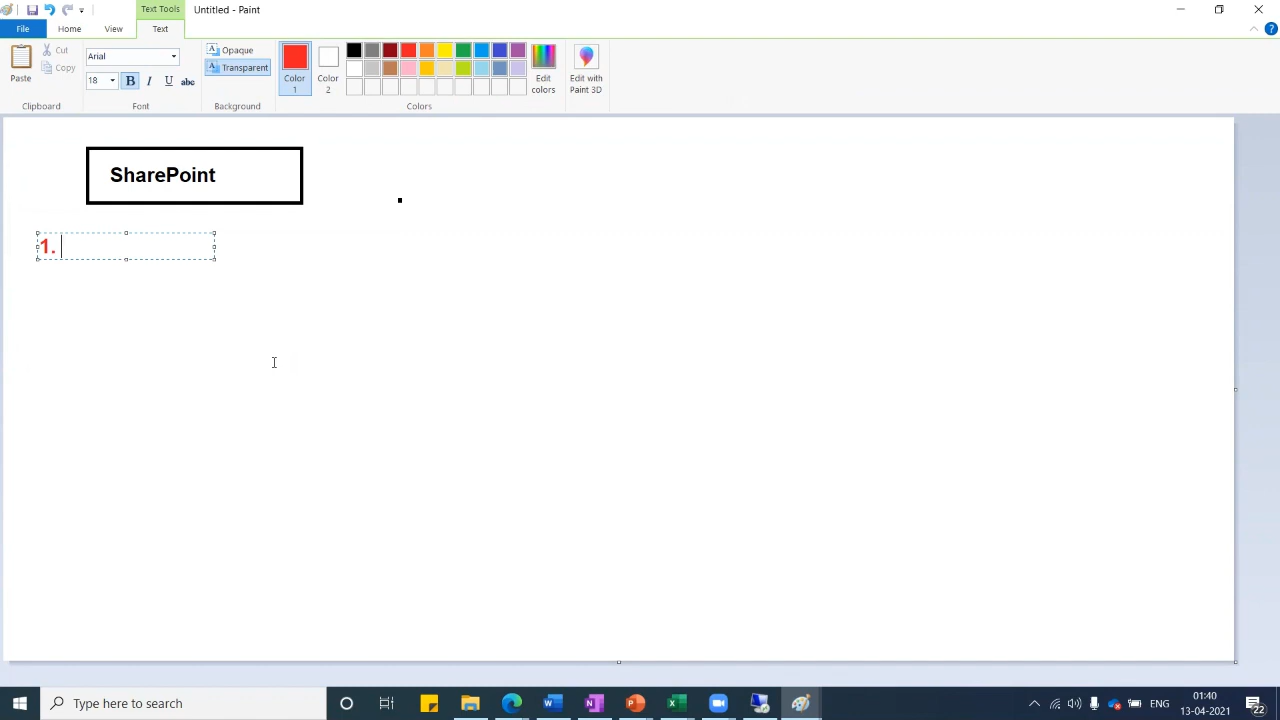 Text Tools
Untitled - Paint
File
Home
View
Text
Paste
Cut
Copy
Clipboard
Arial
18
B
I
U
abc
Font
A
Opaque
A
Transparent
Background
Color
1
Color
2
Edit
colors
Colors
Edit with
Paint 3D
SharePoint
1.
Type here to search
ENG
01:40
13-04-2021
22